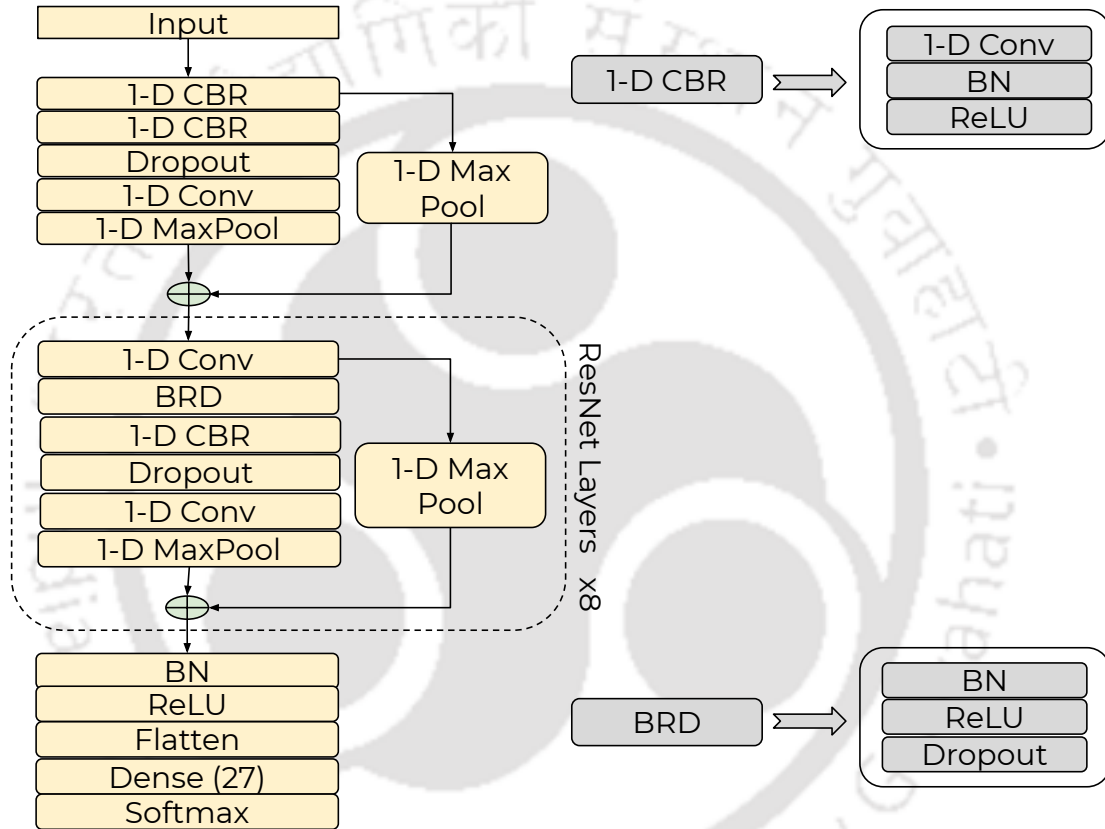 Input
1-D CBR
1-D CBR
Dropout
1-D Conv
1-D MaxPool
1-D Max
Pool
1-D Conv
BRD
1-D CBR
Dropout
1-D Conv
1-D MaxPool
1-D Max
Pool
ResNet Layers x8
BN
ReLU
Flatten
Dense (27)
Softmax
1-D CBR
1-D Conv
BN
ReLU
BRD
BN
ReLU
Dropout